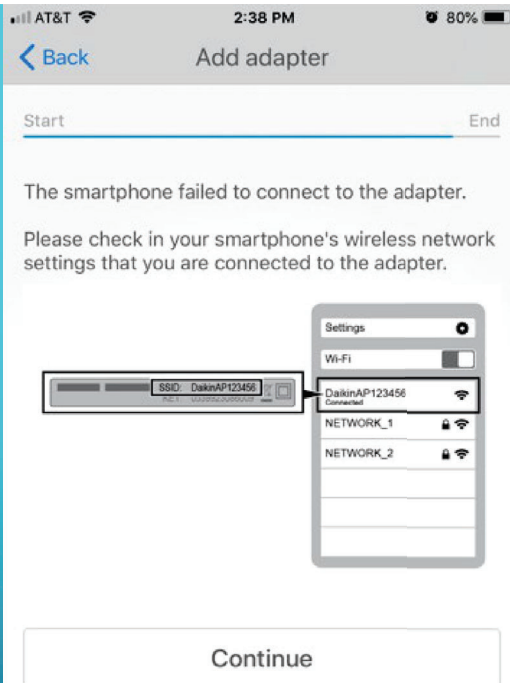 AT&T 2:38 PM 80%
Back Add adapter
Start End
The smartphone failed to connect to the adapter.
Please check in your smartphone's wireless network
settings that you are connected to the adapter.
Settings
Wi-Fi
SSID: DaikinAP123456
DaikinAP123456
Connected
NETWORK_1
NETWORK_2
Continue